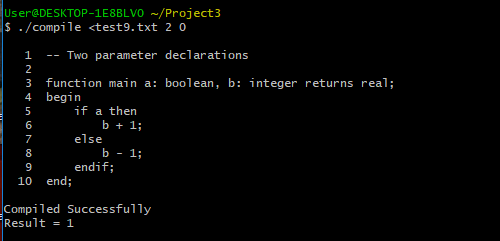 User@DESKTOP-1E8BLVO ~/Project3
$ ./compile <test9.txt 2 0
1 -- Two parameter declarations
2
3 function main a: boolean, b: integer returns real;
4 begin
5 if a then
6 b + 1;
7 else
8 b - 1;
9 endif;
10 end;
Compiled Successfully
Result = 1